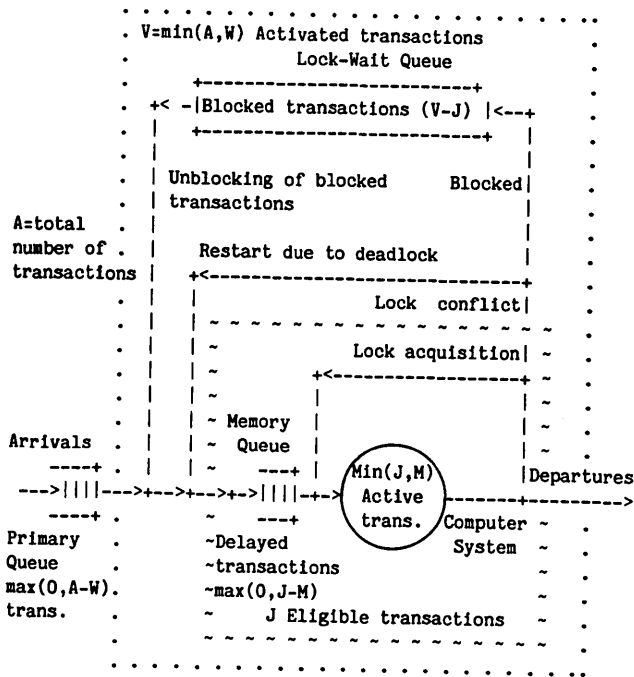 V=min(A,W) Activated transactions
Lock-Wait Queue
Blocked transactions (V-J)
Unblocking of blocked
transactions
Blocked
A=total
number of
transactions
Restart due to deadlock
Lock conflict
Lock acquisition
Memory
Queue
Arrivals
Min(J,M)
Active
trans.
Departures
Computer
System
Primary
Queue
max(0,A-W).
trans.
Delayed
transactions
max(0,J-M)
J Eligible transactions